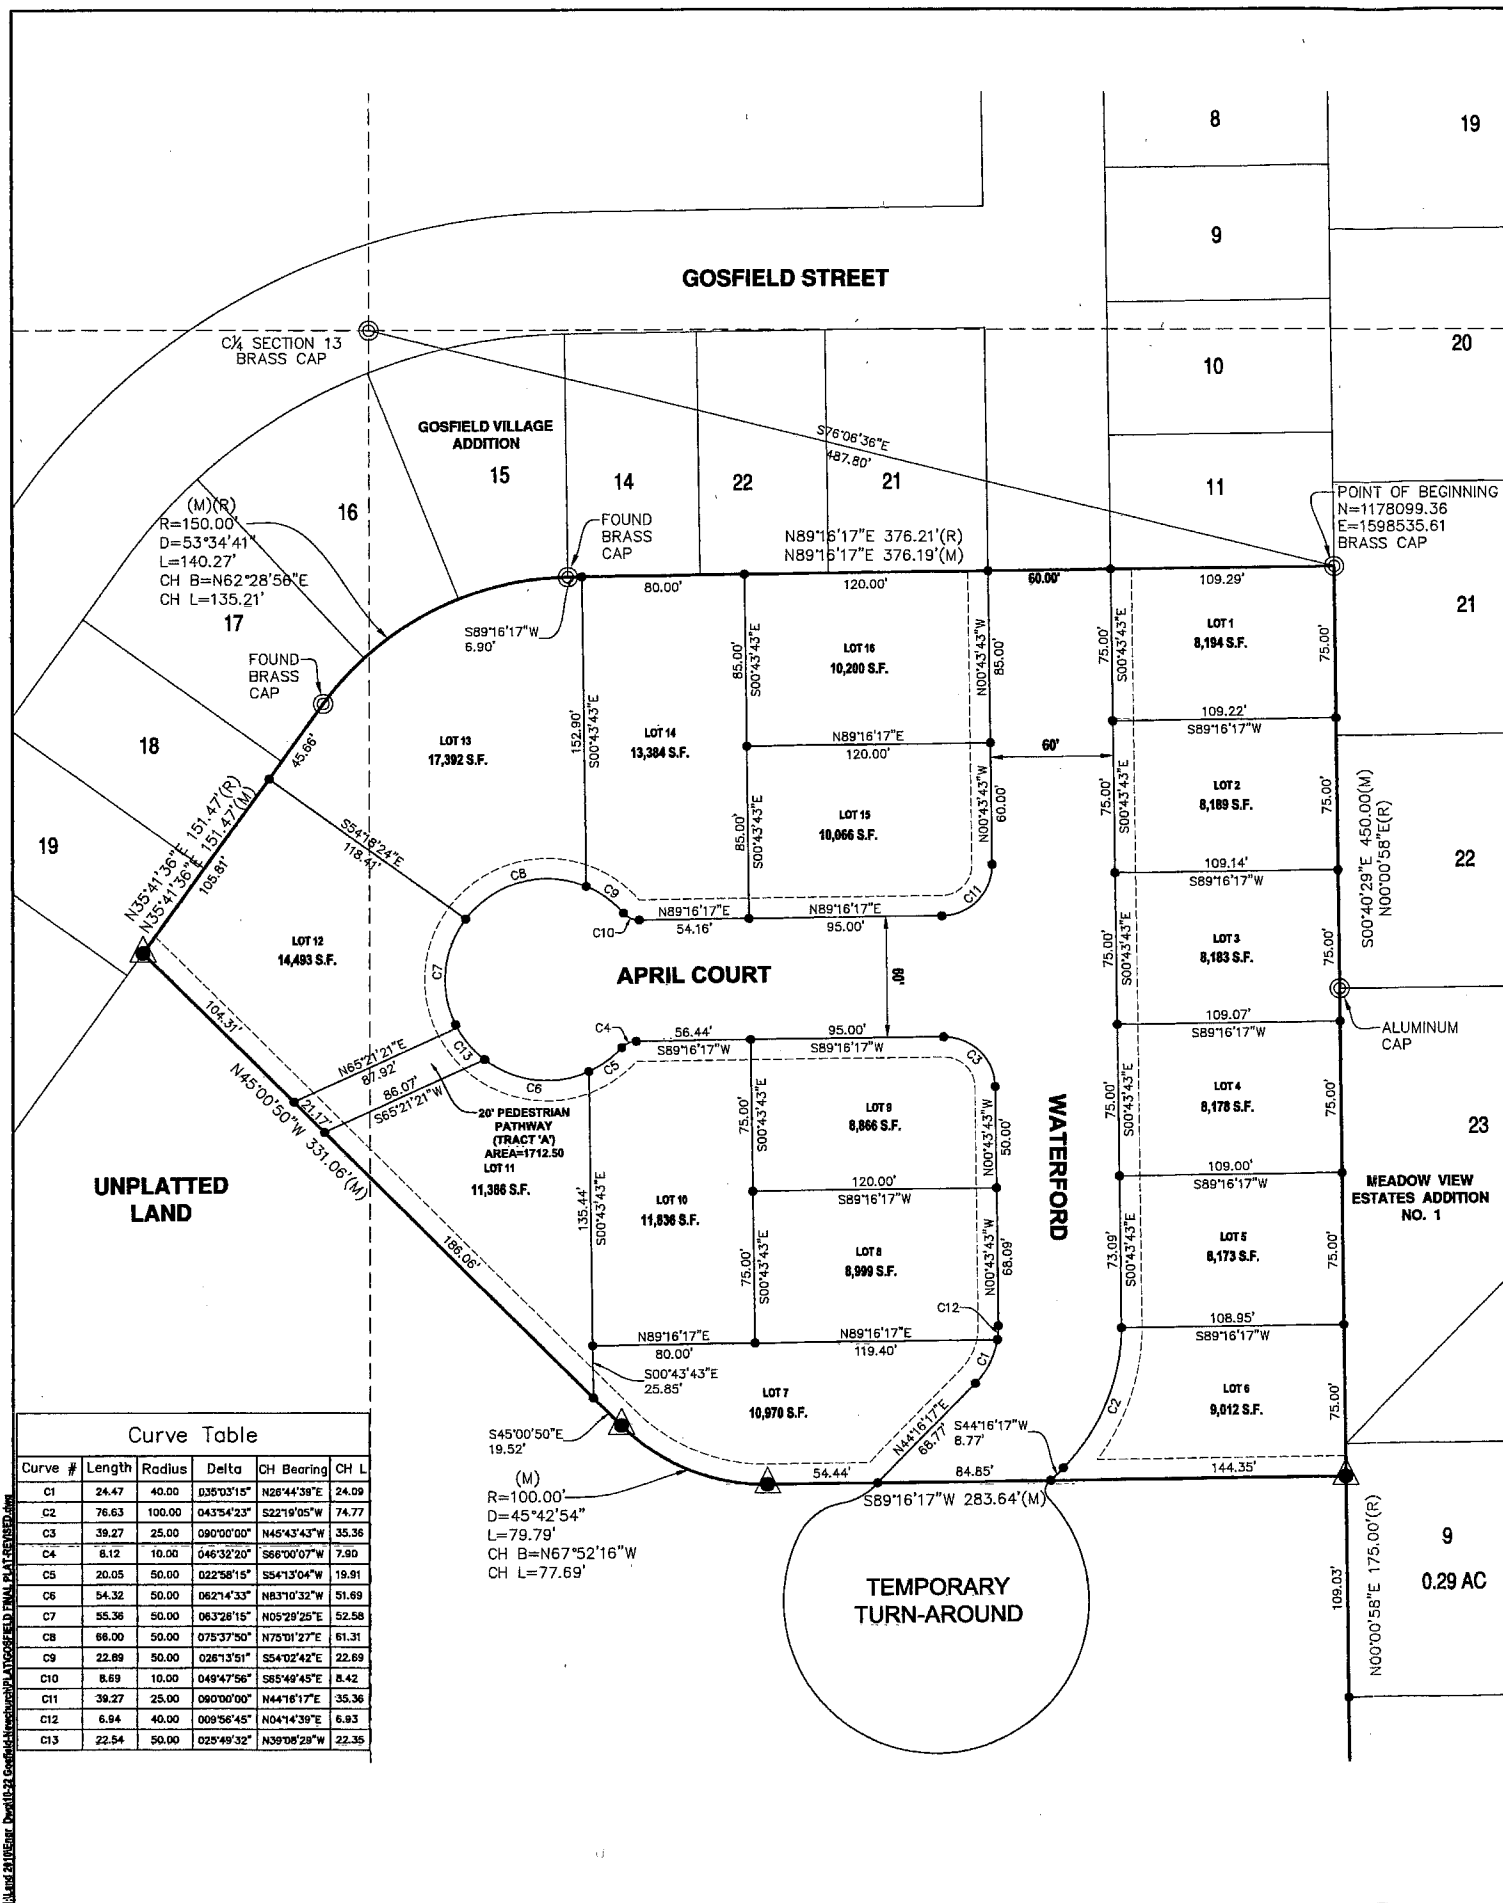 8
19
9
GOSFIELD STREET
C¼ SECTION 13
BRASS CAP
20
10
GOSFIELD VILLAGE
ADDITION
S76°06'36"E
487.80'
15
14
22
21
11
POINT OF BEGINNING
N=1178099.36
E=1598535.61
BRASS CAP
16
(M)(R)
R=150.00'
D=53°34'41"
L=140.27'
CH B=N62°28'56"E
CH L=135.21'
17
FOUND
BRASS
CAP
N89°16'17"E 376.21'(R)
N89°16'17"E 376.19'(M)
80.00'
120.00'
60.00'
109.29'
21
S89°16'17"W
6.90'
FOUND
BRASS
CAP
85.00'
S00°43'43"E
LOT 16
10,200 S.F.
N00°43'43"W
85.00'
75.00'
S00°43'43"E
LOT 1
8,194 S.F.
75.00'
18
45.66'
LOT 13
17,392 S.F.
152.90'
S00°43'43"E
LOT 14
13,384 S.F.
N89°16'17"E
120.00'
60'
109.22'
S89°16'17"W
19
N35°41'36"E 151.47'(R)
N35°41'36"E 151.47'(M)
105.81'
S54°18'24"E
118.41'
85.00'
S00°43'43"E
LOT 15
10,066 S.F.
N00°43'43"W
60.00'
75.00'
S00°43'43"E
LOT 2
8,189 S.F.
75.00'
S00°40'29"E 450.00(M)
N00°00'58"E(R)
22
109.14'
S89°16'17"W
C8
C9
C10
N89°16'17"E
54.16'
N89°16'17"E
95.00'
C11
LOT 12
14,493 S.F.
C7
APRIL COURT
60'
75.00'
S00°43'43"E
LOT 3
8,183 S.F.
75.00'
109.07'
S89°16'17"W
ALUMINUM
CAP
104.31'
N65°21'21"E
87.92'
C13
86.07'
S65°21'21"W
C6
C5
C4
56.44'
S89°16'17"W
95.00'
S89°16'17"W
C3
21.17'
N45°00'50"W 331.06'(M)
20' PEDESTRIAN
PATHWAY
(TRACT 'A')
AREA=1712.50
LOT 11
11,386 S.F.
75.00'
S00°43'43"E
LOT 9
8,866 S.F.
N00°43'43"W
50.00'
WATERFORD
75.00'
S00°43'43"E
LOT 4
8,178 S.F.
75.00'
23
109.00'
S89°16'17"W
MEADOW VIEW
ESTATES ADDITION
NO. 1
UNPLATTED
LAND
135.44'
S00°43'43"E
LOT 10
11,836 S.F.
120.00'
S89°16'17"W
186.06'
75.00'
S00°43'43"E
LOT 8
8,999 S.F.
N00°43'43"W
68.09'
73.09'
S00°43'43"E
LOT 5
8,173 S.F.
75.00'
C12
108.95'
S89°16'17"W
N89°16'17"E
80.00'
N89°16'17"E
119.40'
C1
S00°43'43"E
25.85'
LOT 7
10,970 S.F.
LOT 6
9,012 S.F.
75.00'
C2
N44°16'17"E
68.77'
S44°16'17"W
8.77'
S45°00'50"E
19.52'
54.44'
84.85'
144.35'
S89°16'17"W 283.64'(M)
(M)
R=100.00'
D=45°42'54"
L=79.79'
CH B=N67°52'16"W
CH L=77.69'
TEMPORARY
TURN-AROUND
109.03'
N00°00'58"E 175.00'(R)
9
0.29 AC
Curve Table
Curve # Length Radius Delta CH Bearing CH L
C1 24.47 40.00 035°03'15" N26°44'39"E 24.09
C2 76.63 100.00 043°54'23" S22°19'05"W 74.77
C3 39.27 25.00 090°00'00" N45°43'43"W 35.36
C4 8.12 10.00 046°32'20" S66°00'07"W 7.90
C5 20.05 50.00 022°58'15" S54°13'04"W 19.91
C6 54.32 50.00 062°14'33" N83°10'32"W 51.69
C7 55.36 50.00 063°26'15" N05°29'25"E 52.58
C8 66.00 50.00 075°37'50" N75°01'27"E 61.31
C9 22.89 50.00 026°13'51" S54°02'42"E 22.69
C10 8.69 10.00 049°47'56" S65°49'45"E 8.42
C11 39.27 25.00 090°00'00" N44°16'17"E 35.36
C12 6.94 40.00 009°56'45" N04°14'39"E 6.93
C13 22.54 50.00 025°49'32" N39°08'29"W 22.35